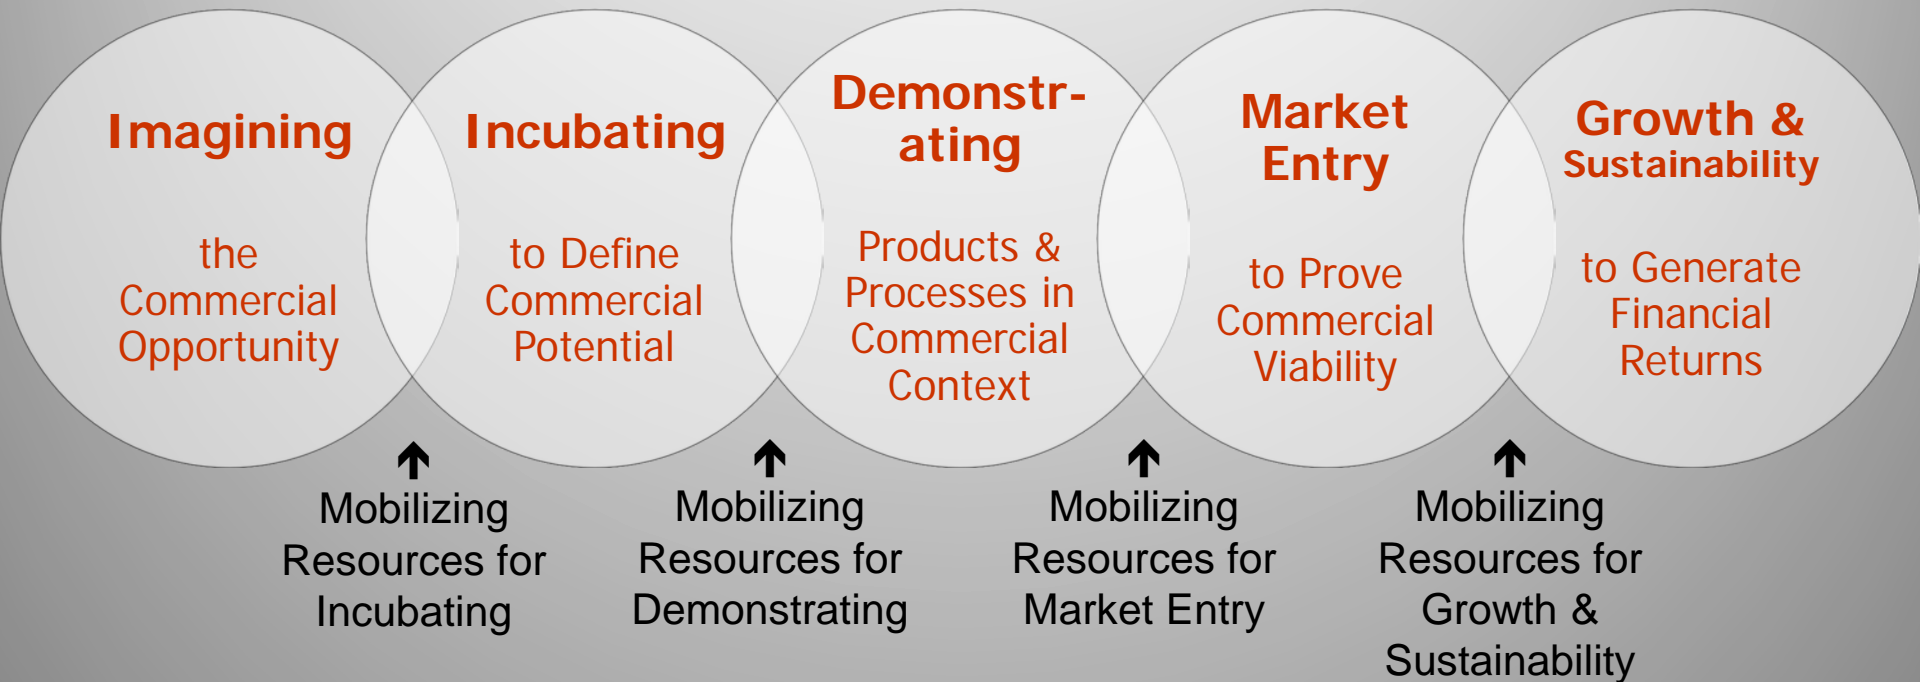 Imagining
the
Commercial
Opportunity
Incubating
to Define
Commercial
Potential
Demonstr-
ating
Products &
Processes in
Commercial
Context
Market
Entry
to Prove
Commercial
Viability
Growth &
Sustainability
to Generate
Financial
Returns
Mobilizing
Resources for
Incubating
Mobilizing
Resources for
Demonstrating
Mobilizing
Resources for
Market Entry
Mobilizing
Resources for
Growth &
Sustainability